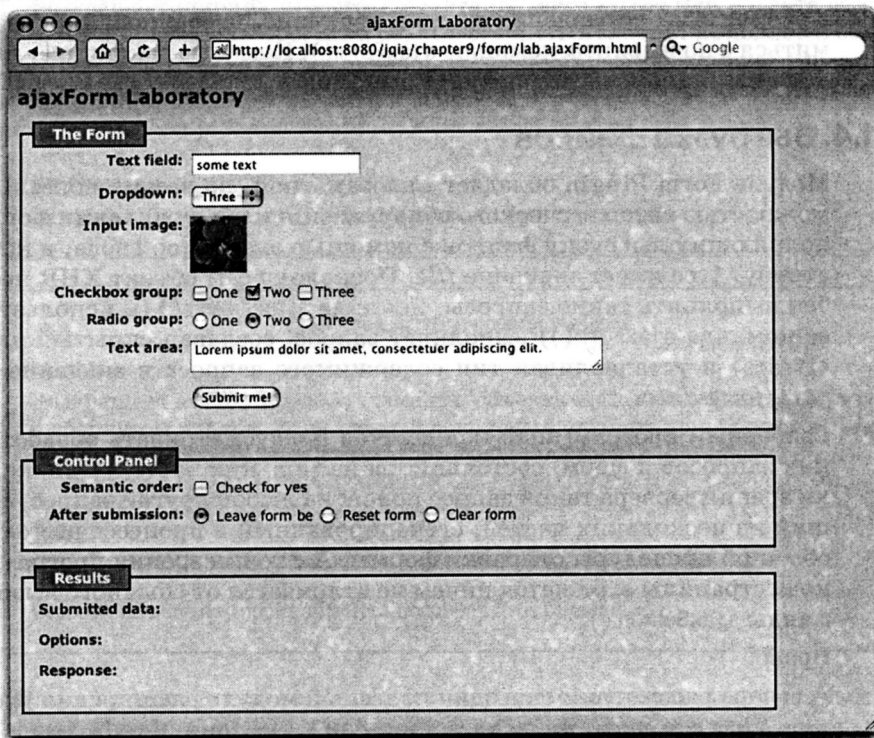 ajaxForm Laboratory
http://localhost:8080/jqia/chapter9/form/lab.ajaxForm.html
Google
ajaxForm Laboratory
The Form
Text field: some text
Dropdown: Three
Input image:
Checkbox group: One Two Three
Radio group: One Two Three
Text area: Lorem ipsum dolor sit amet, consectetuer adipiscing elit.
Submit me!
Control Panel
Semantic order: Check for yes
After submission: Leave form be Reset form Clear form
Results
Submitted data:
Options:
Response: